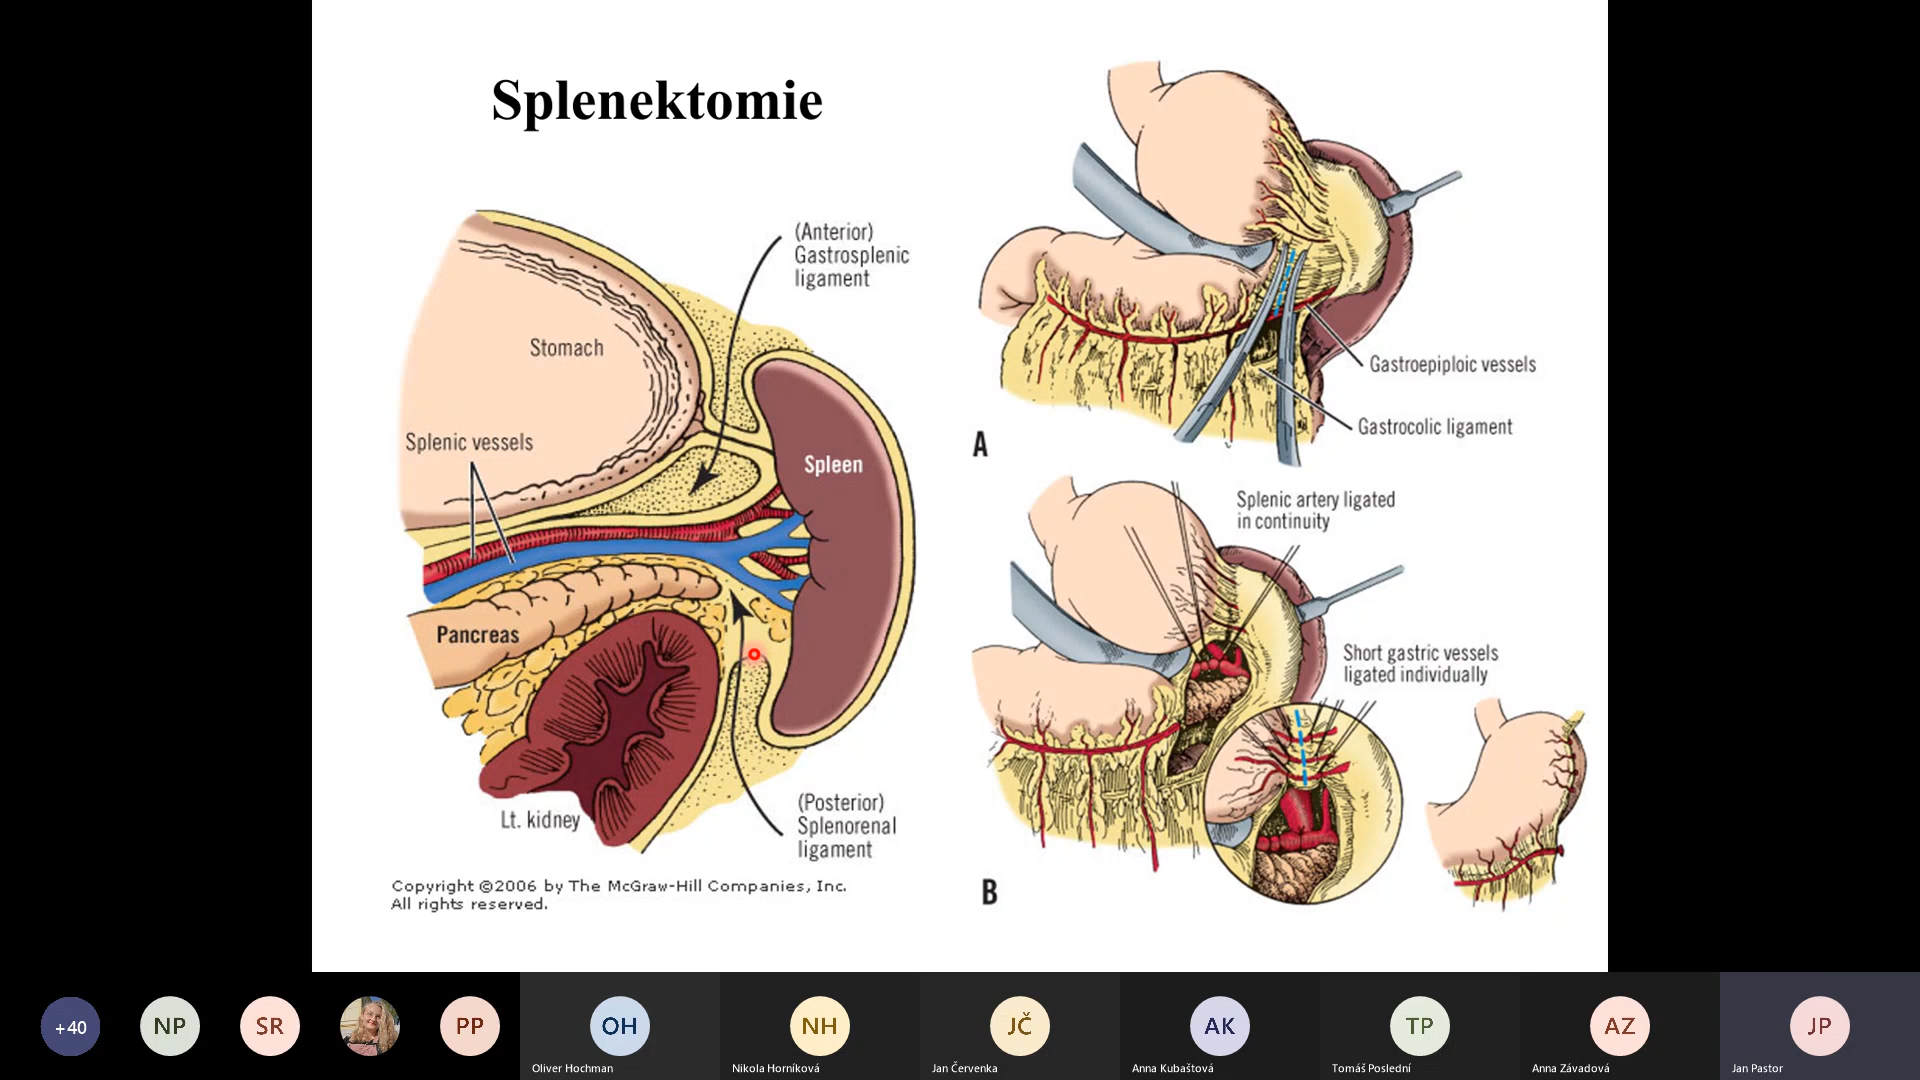 Splenektomie
(Anterior)
Gastrosplenic
ligament
Stomach
Splenic vessels
Spleen
Pancreas
Lt. kidney
(Posterior)
Splenorenal
ligament
Copyright ©2006 by The McGraw-Hill Companies, Inc.
All rights reserved.
Gastroepiploic vessels
Gastrocolic ligament
A
Splenic artery ligated
in continuity
Short gastric vessels
ligated individually
B
+40
NP
SR
PP
OH
Oliver Hochman
NH
Nikola Horníková
JČ
Jan Červenka
AK
Anna Kubaštová
TP
Tomáš Poslední
AZ
Anna Závadová
JP
Jan Pastor